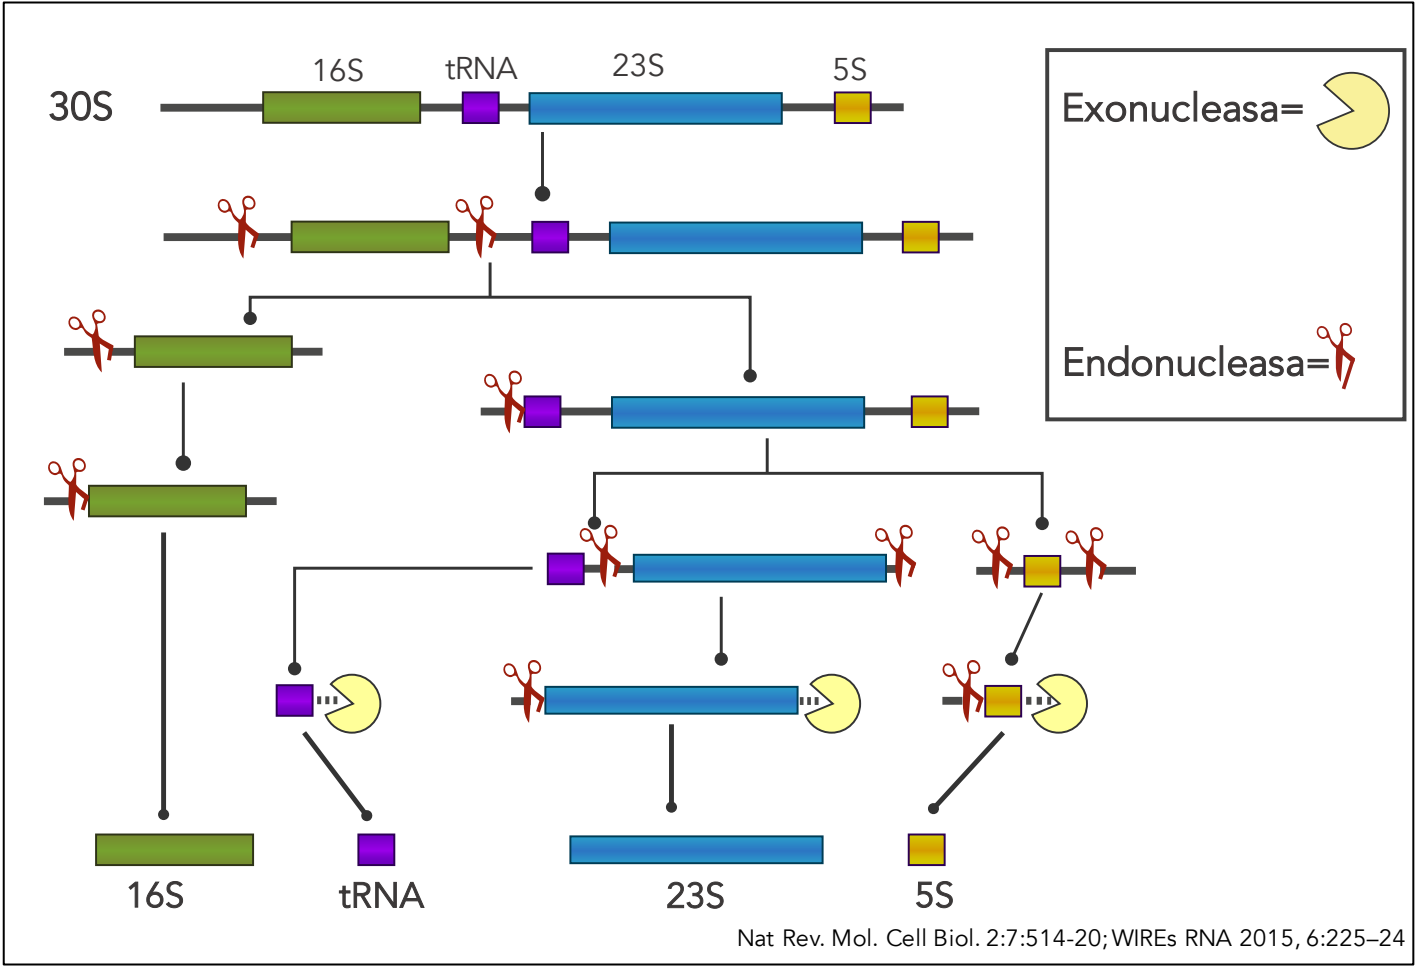 16S
tRNA
23S
5S
30S
Exonucleasa=
Endonucleasa=
16S
tRNA
23S
5S
Nat Rev. Mol. Cell Biol. 2:7:514-20; WIREs RNA 2015, 6:225–24